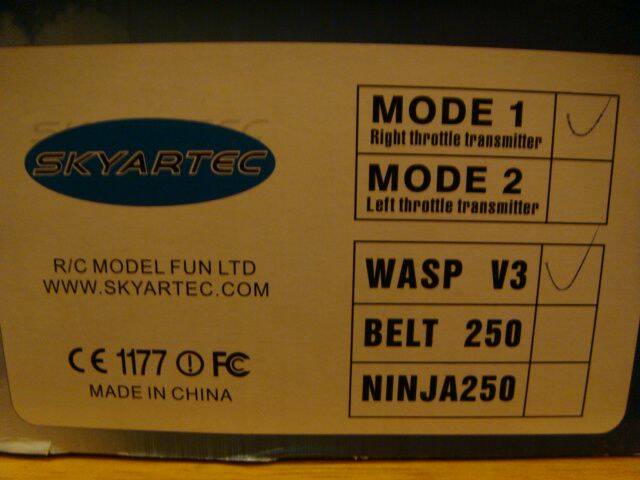 SKYARTEC
R/C MODEL FUN LTD
WWW.SKYARTEC.COM
CE 1177 FC
MADE IN CHINA
MODE 1
Right throttle transmitter
MODE 2
Left throttle transmitter
WASP V3
BELT 250
NINJA250